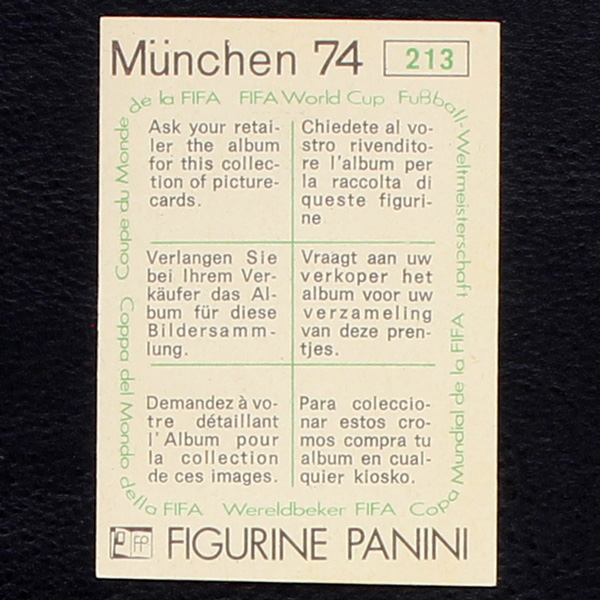 München 74 213
de la FIFA FIFA World Cup Fußball-Weltmeisterschaft
Ask your retai-
ler the album
for this collec-
tion of picture-
cards.
Chiedete al vo-
stro rivendito-
re l'album per
la raccolta di
queste figuri-
ne
Verlangen Sie
bei Ihrem Ver-
käufer das Al-
bum für diese
Bildersamm-
lung.
Vraagt aan uw
verkoper het
album voor uw
verzameling
van deze pren-
tjes.
Demandez à vo-
tre détaillant
l'Album pour
la collection
de ces images.
Para coleccio-
nar estos cro-
mos compra tu
album en cual-
quier kiosko.
Coupe du Monde
Coppa del Mondo della FIFA
Wereldbeker FIFA
Copa Mundial de la FIFA
FP FIGURINE PANINI